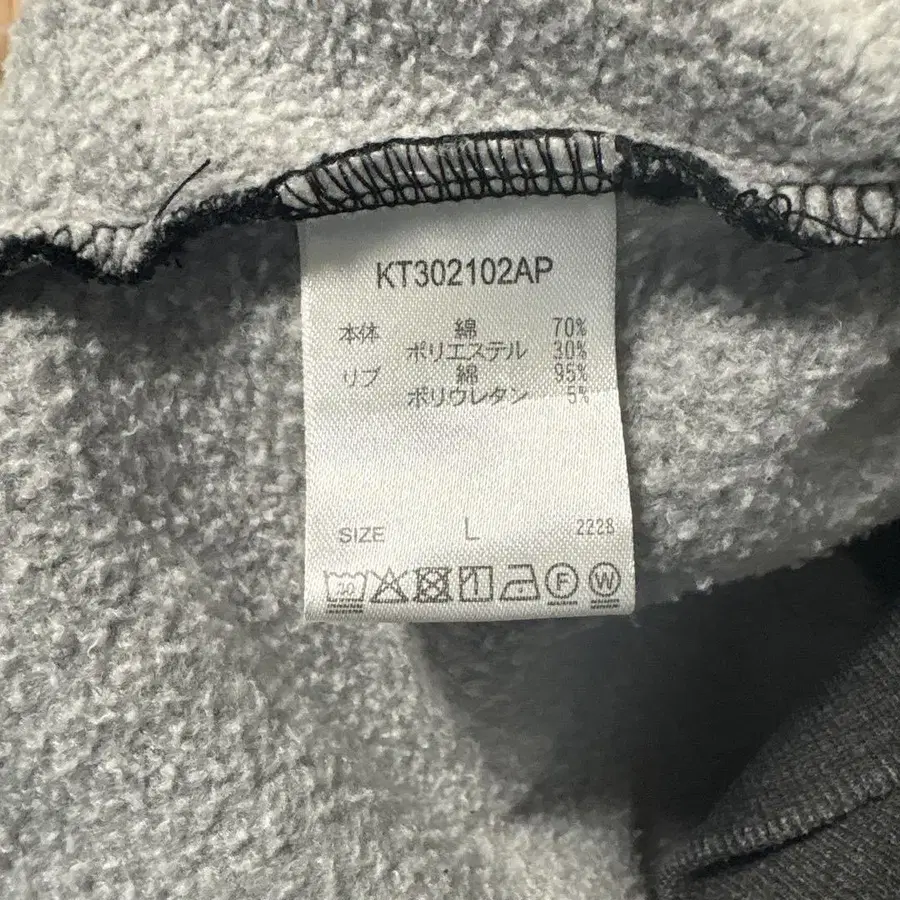 KT302102AP
本体 綿 70%
ポリエステル 30%
リブ 綿 95%
ポリウレタン 5%
SIZE L 2228
40 F W